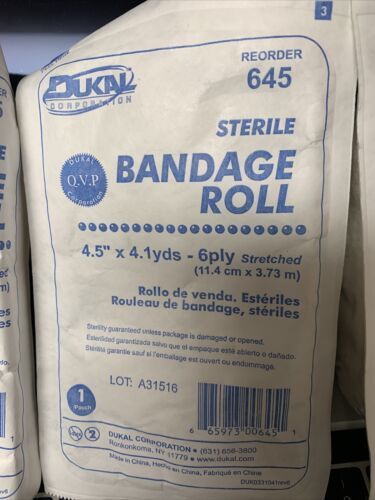 3
DUKAL
CORPORATION
REORDER
645
STERILE
DUKAL
Q.V.P
Corporation
BANDAGE
ROLL
4.5" x 4.1yds - 6ply Stretched
(11.4 cm x 3.73 m)
Rollo de venda. Estériles
Rouleau de bandage, stériles
Sterility guaranteed unless package is damaged or opened.
Esterilidad garantizada salvo que el empaque esté abierto o dañado.
Stérilité garantie sauf si l'emballage est ouvert ou endommagé.
LOT: A31516
1
/Pouch
2
6 65973 00645 1
DUKAL CORPORATION • (631) 656-3800
Ronkonkoma, NY 11779 • www.dukal.com
Made in China, Hecho en China, Fabriqué en Chine